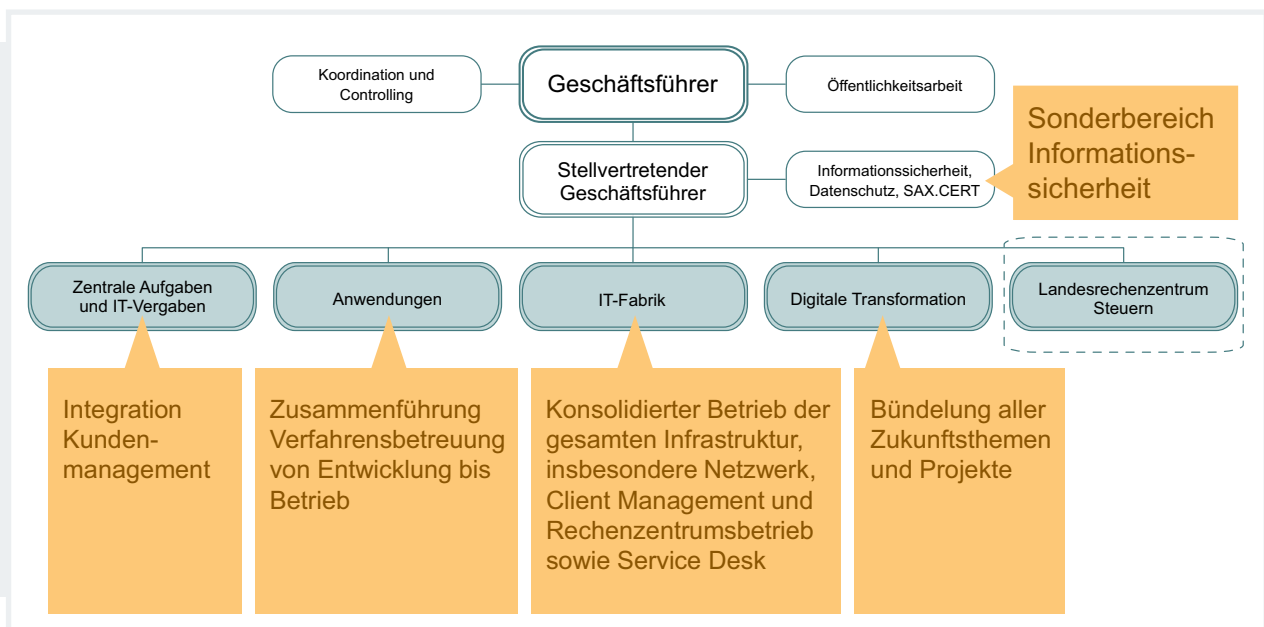 Koordination und
Controlling
Geschäftsführer
Öffentlichkeitsarbeit
Sonderbereich
Informations-
sicherheit
Stellvertretender
Geschäftsführer
Informationssicherheit,
Datenschutz, SAX.CERT
Zentrale Aufgaben
und IT-Vergaben
Anwendungen
IT-Fabrik
Digitale Transformation
Landesrechenzentrum
Steuern
Integration
Kunden-
management
Zusammenführung
Verfahrensbetreuung
von Entwicklung bis
Betrieb
Konsolidierter Betrieb der
gesamten Infrastruktur,
insbesondere Netzwerk,
Client Management und
Rechenzentrumsbetrieb
sowie Service Desk
Bündelung aller
Zukunftsthemen
und Projekte